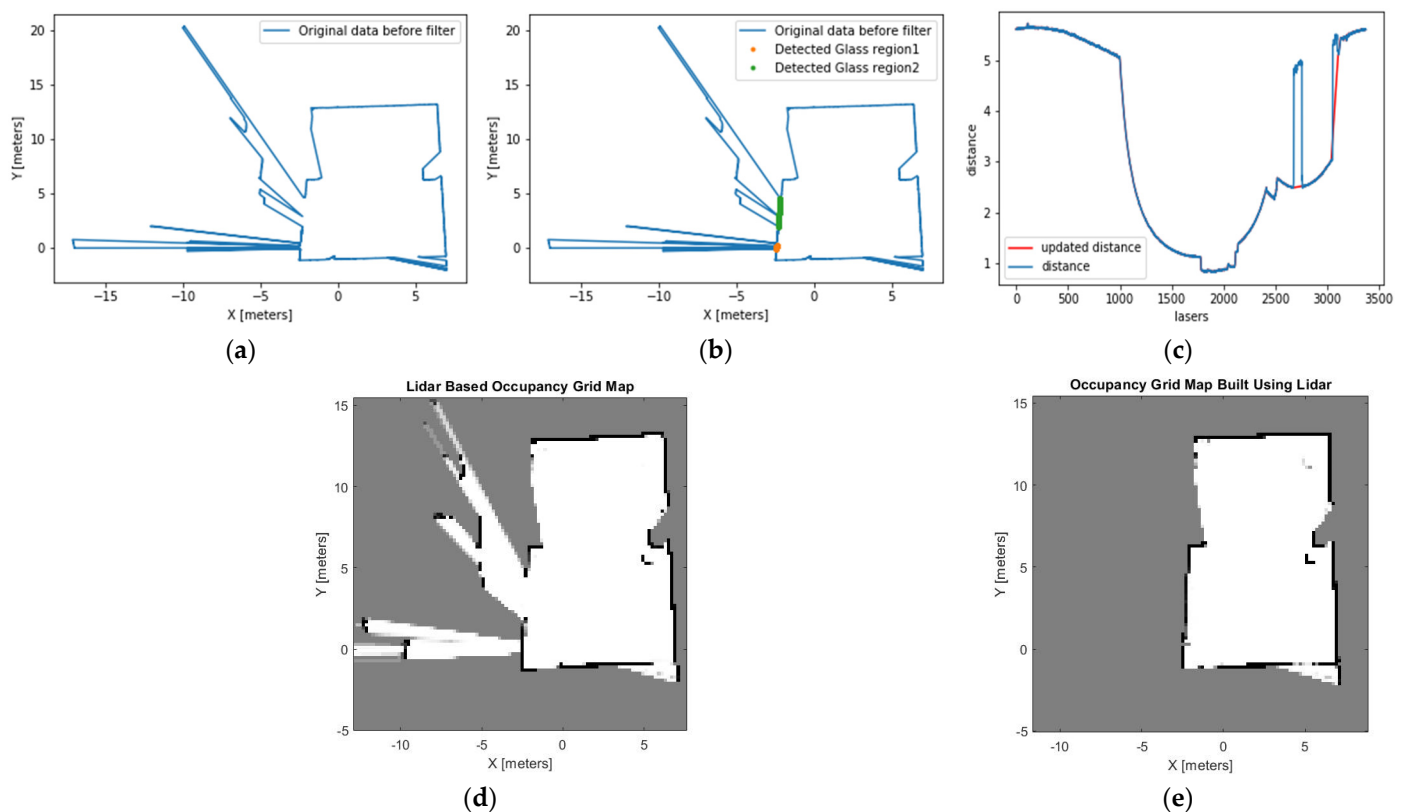 20
15
10
5
0
Y [meters]
Original data before filter
−15
−10
−5
0
5
X [meters]
(a)
20
15
10
5
0
Y [meters]
Original data before filter
Detected Glass region1
Detected Glass region2
−15
−10
−5
0
5
X [meters]
(b)
5
4
3
2
1
distance
updated distance
distance
0
500
1000
1500
2000
2500
3000
3500
lasers
(c)
Lidar Based Occupancy Grid Map
15
10
5
0
-5
Y [meters]
-10
-5
0
5
X [meters]
(d)
Occupancy Grid Map Built Using Lidar
15
10
5
0
-5
Y [meters]
-10
-5
0
5
X [meters]
(e)